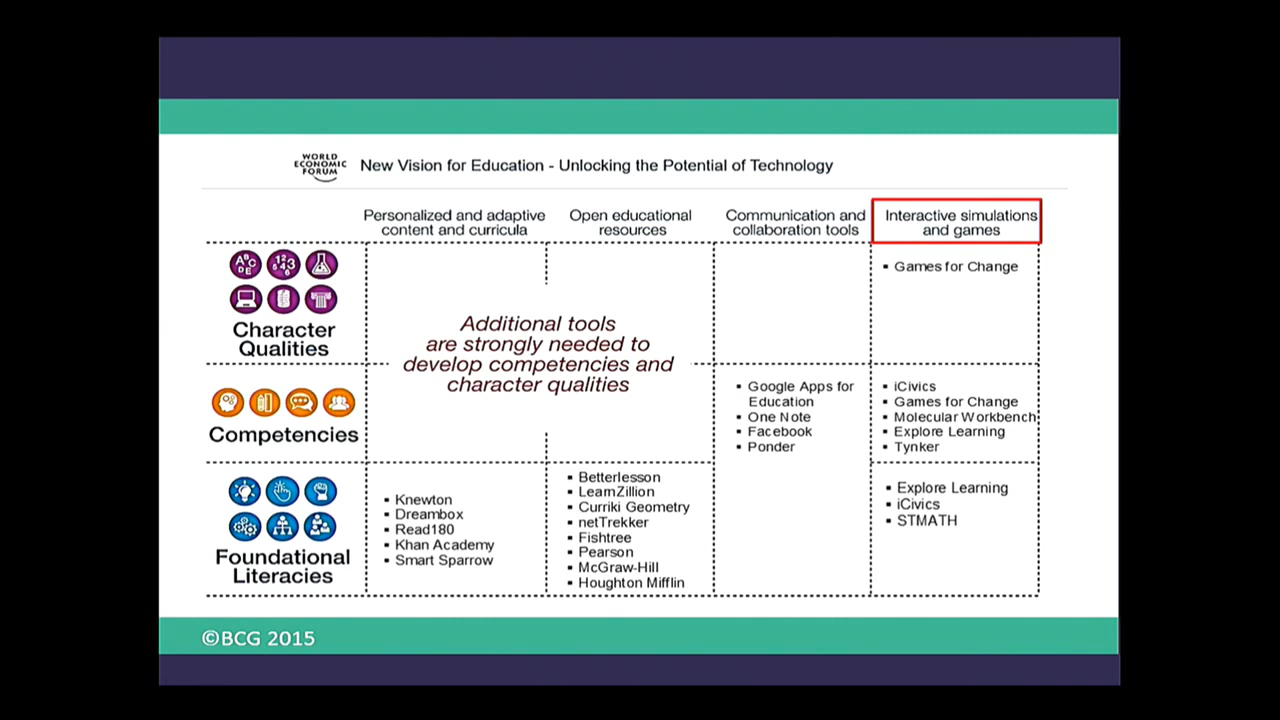 WORLD
ECONOMIC
FORUM
New Vision for Education - Unlocking the Potential of Technology
Personalized and adaptive
content and curricula
Open educational
resources
Communication and
collaboration tools
Interactive simulations
and games
Character
Qualities
Additional tools
are strongly needed to
develop competencies and
character qualities
▪ Games for Change
Competencies
▪ Google Apps for
Education
▪ One Note
▪ Facebook
▪ Ponder
▪ iCivics
▪ Games for Change
▪ Molecular Workbench
▪ Explore Learning
▪ Tynker
Foundational
Literacies
▪ Knewton
▪ Dreambox
▪ Read180
▪ Khan Academy
▪ Smart Sparrow
▪ Betterlesson
▪ LearnZillion
▪ Curriki Geometry
▪ netTrekker
▪ Fishtree
▪ Pearson
▪ McGraw-Hill
▪ Houghton Mifflin
▪ Explore Learning
▪ iCivics
▪ STMATH
©BCG 2015